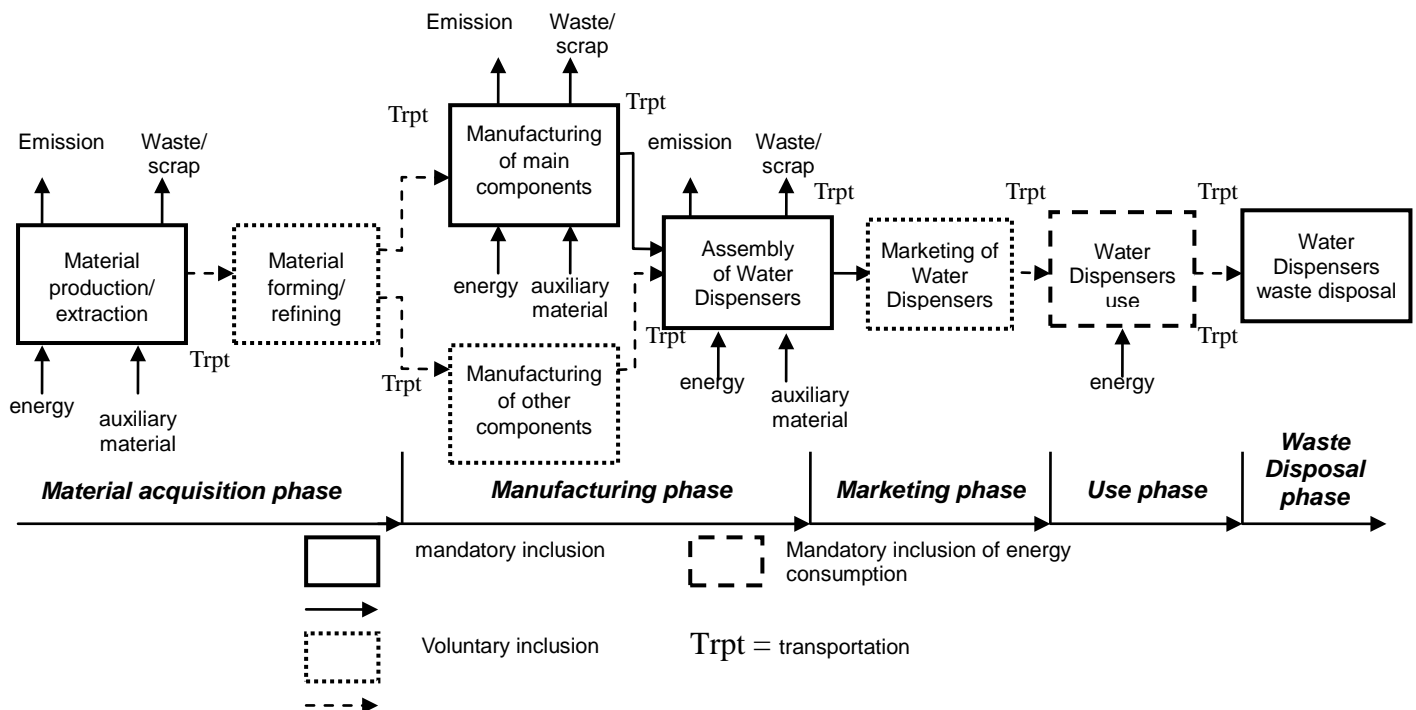 Emission
Waste/
scrap
Trpt
Trpt
Manufacturing
of main
components
Emission
Waste/
scrap
emission
Waste/
scrap
Trpt
Trpt
Trpt
Material
production/
extraction
Material
forming/
refining
energy
auxiliary
material
Assembly
of Water
Dispensers
Marketing of
Water
Dispensers
Water
Dispensers
use
Water
Dispensers
waste disposal
Trpt
Trpt
Trpt
Trpt
energy
auxiliary
material
Manufacturing
of other
components
energy
auxiliary
material
energy
Material acquisition phase
Manufacturing phase
Marketing phase
Use phase
Waste
Disposal
phase
mandatory inclusion
Mandatory inclusion of energy
consumption
Voluntary inclusion
Trpt = transportation